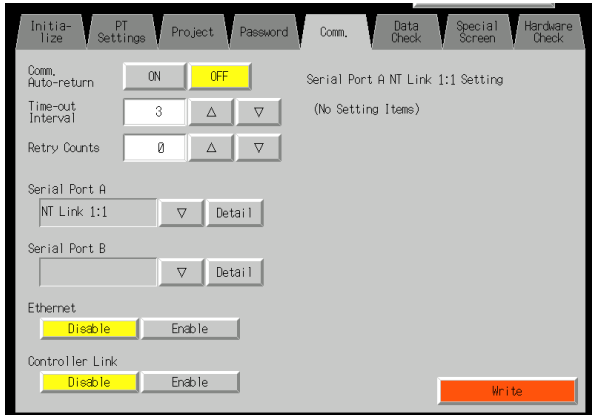 Initia-
lize
PT
Settings
Project
Password
Comm.
Data
Check
Special
Screen
Hardware
Check
Comm.
Auto-return
ON
OFF
Serial Port A NT Link 1:1 Setting
Time-out
Interval
3
△
▽
(No Setting Items)
Retry Counts
0
△
▽
Serial Port A
NT Link 1:1
▽
Detail
Serial Port B
▽
Detail
Ethernet
Disable
Enable
Controller Link
Disable
Enable
Write